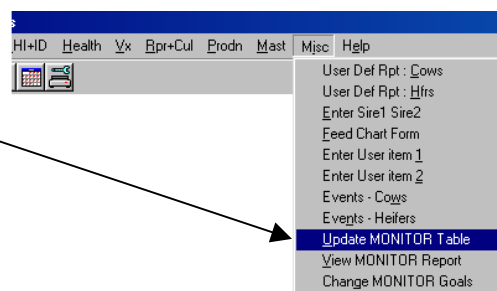 s
HI+ID Health Vx Rpr+Cul Prodn Mast Misc Help
User Def Rpt : Cows
User Def Rpt : Hfrs
Enter Sire1 Sire2
Feed Chart Form
Enter User item 1
Enter User item 2
Events - Cows
Events - Heifers
Update MONITOR Table
View MONITOR Report
Change MONITOR Goals